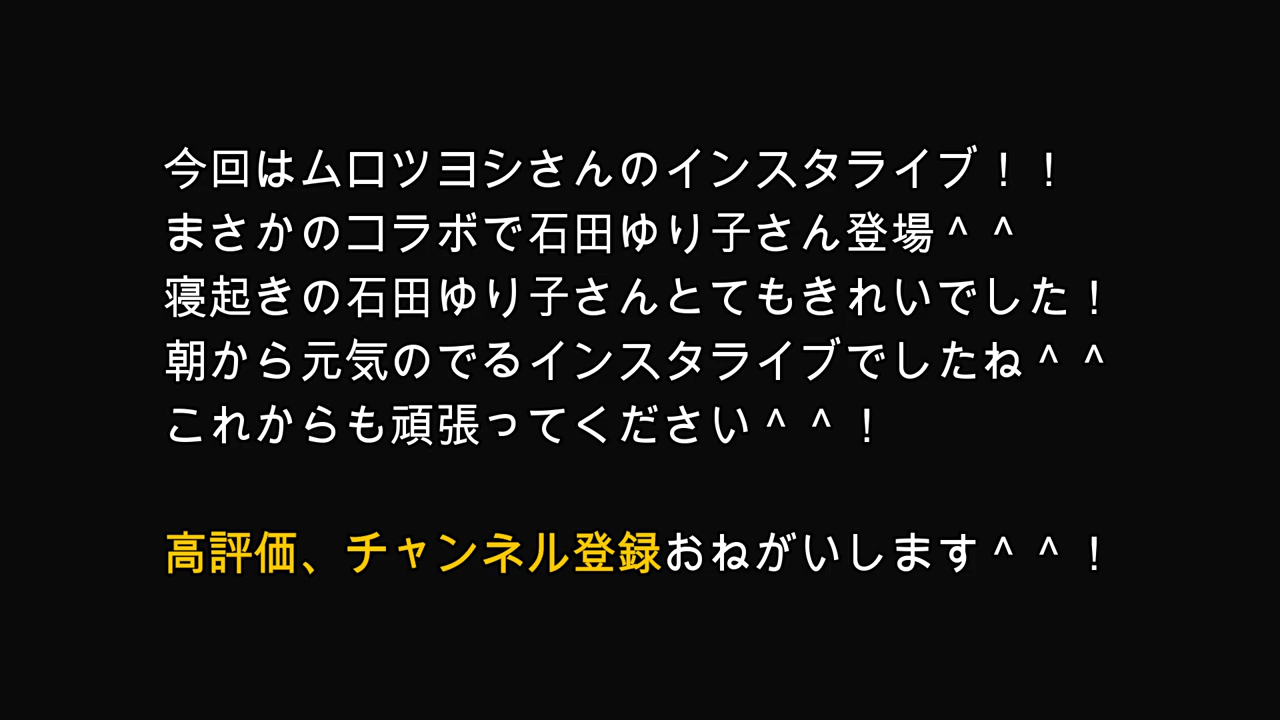 今回はムロツヨシさんのインスタライブ！！
まさかのコラボで石田ゆり子さん登場＾＾
寝起きの石田ゆり子さんとてもきれいでした！
朝から元気のでるインスタライブでしたね＾＾
これからも頑張ってください＾＾！
高評価、チャンネル登録おねがいします＾＾！